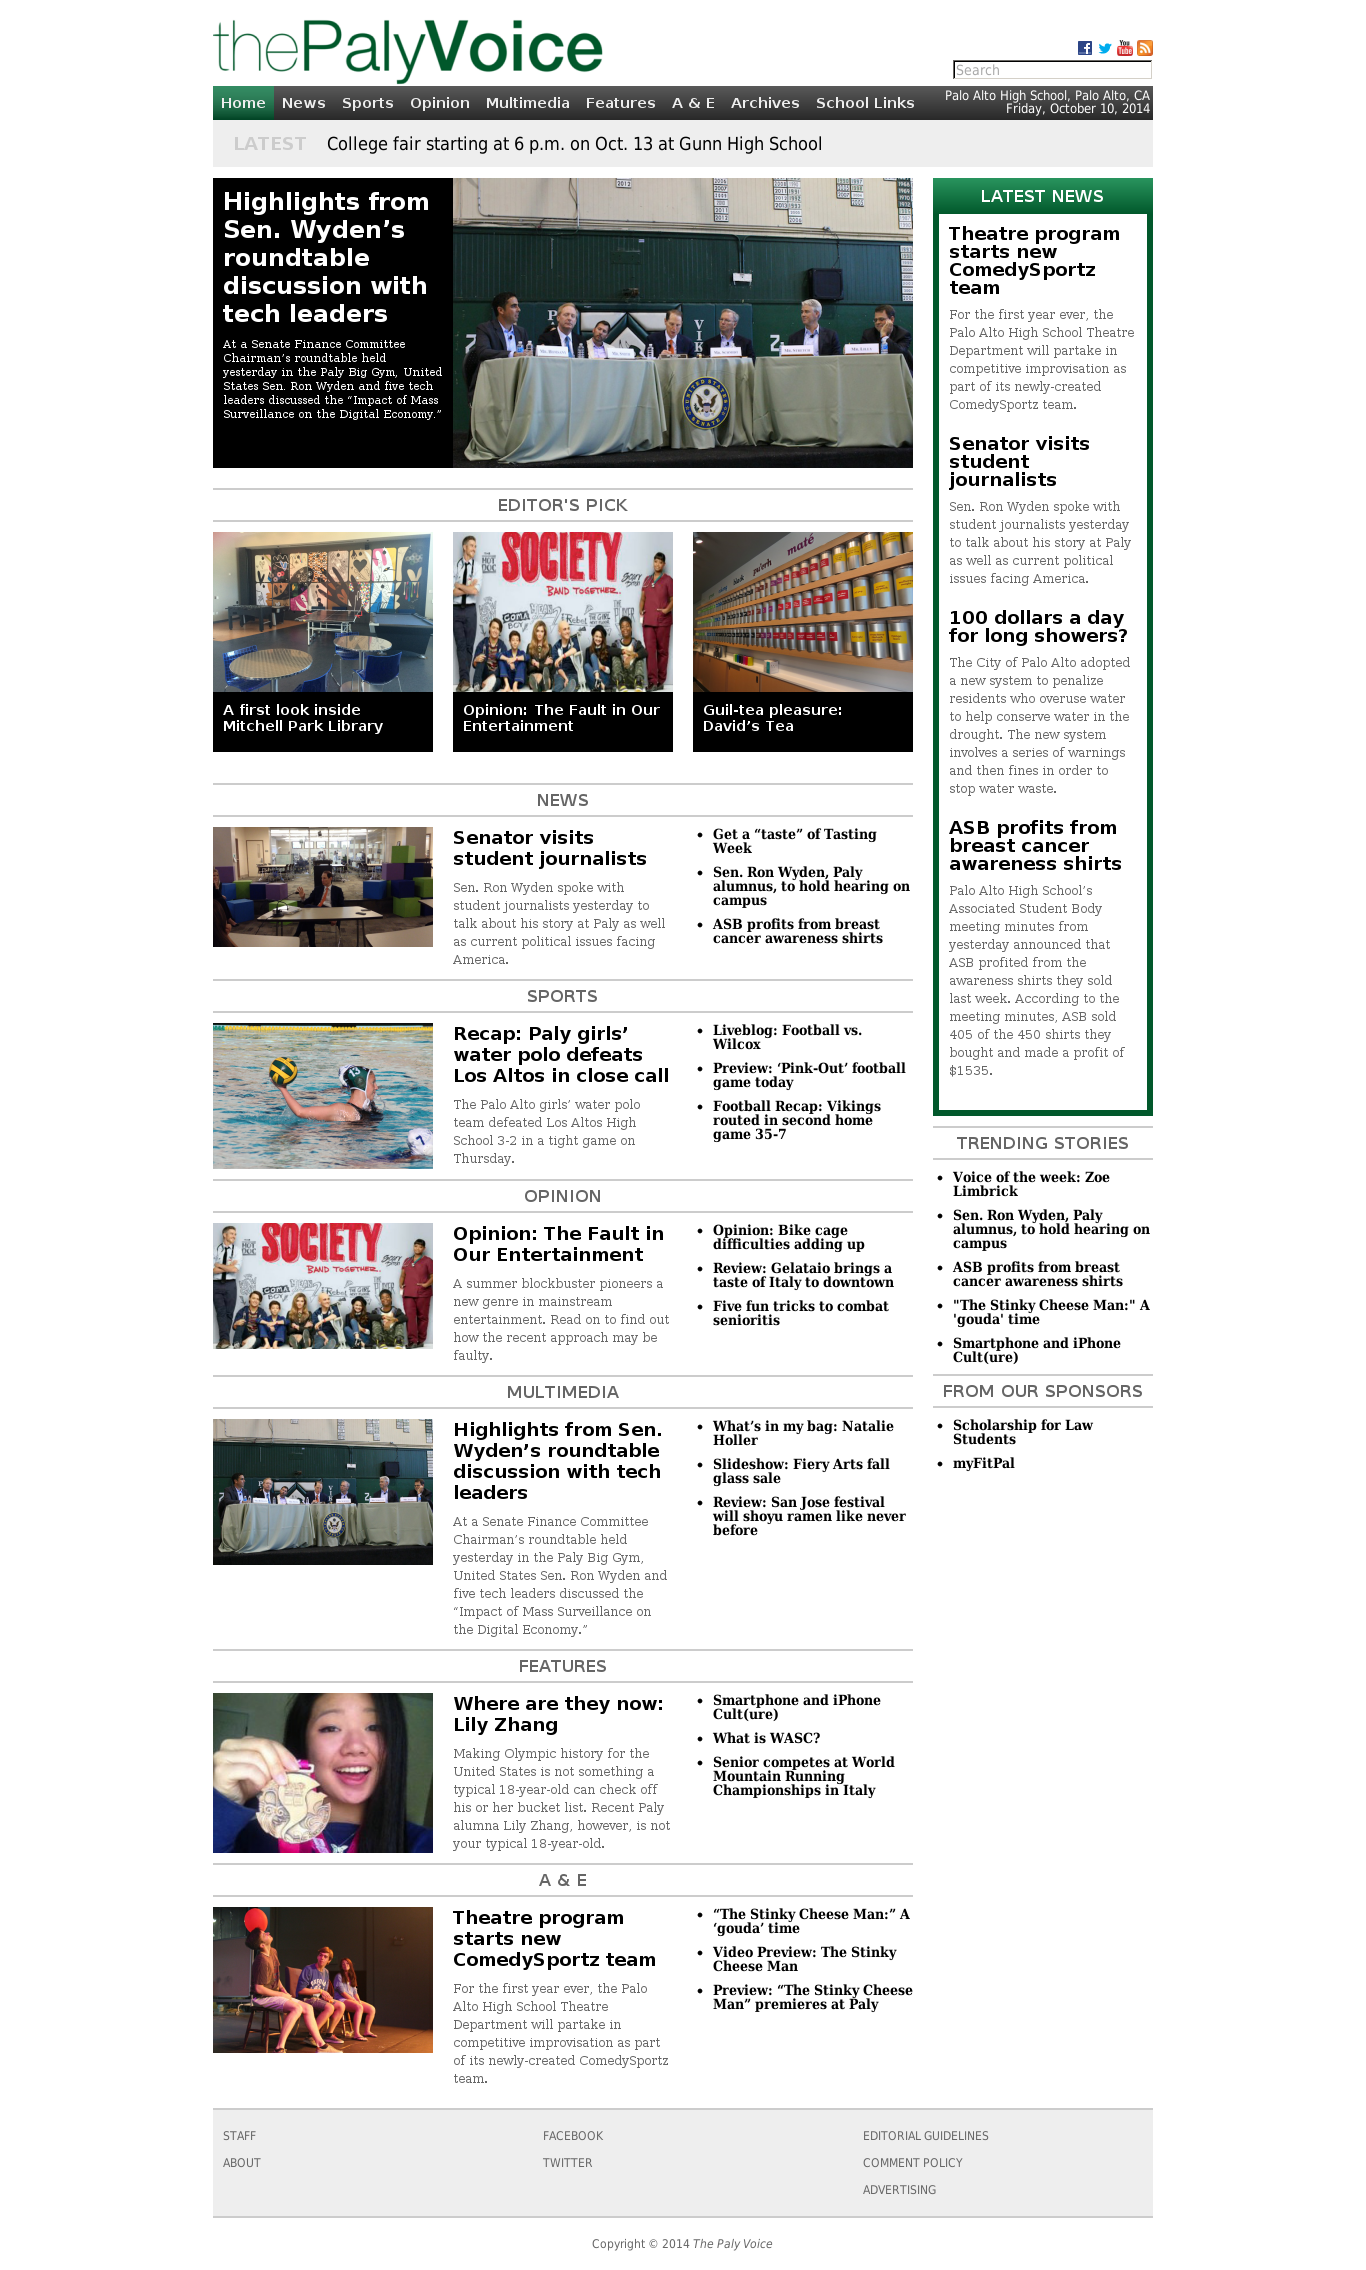 thePalyVoice
Search
Home News Sports Opinion Multimedia Features A & E Archives School Links
Palo Alto High School, Palo Alto, CA
Friday, October 10, 2014
LATEST College fair starting at 6 p.m. on Oct. 13 at Gunn High School
Highlights from
Sen. Wyden’s
roundtable
discussion with
tech leaders
At a Senate Finance Committee
Chairman’s roundtable held
yesterday in the Paly Big Gym, United
States Sen. Ron Wyden and five tech
leaders discussed the “Impact of Mass
Surveillance on the Digital Economy.”
EDITOR'S PICK
SOCIETY
BAND TOGETHER.
A first look inside
Mitchell Park Library
Opinion: The Fault in Our
Entertainment
maté
Guil-tea pleasure:
David’s Tea
NEWS
Senator visits
student journalists
Sen. Ron Wyden spoke with
student journalists yesterday to
talk about his story at Paly as well
as current political issues facing
America.
• Get a “taste” of Tasting
Week
• Sen. Ron Wyden, Paly
alumnus, to hold hearing on
campus
• ASB profits from breast
cancer awareness shirts
SPORTS
Recap: Paly girls’
water polo defeats
Los Altos in close call
The Palo Alto girls’ water polo
team defeated Los Altos High
School 3-2 in a tight game on
Thursday.
• Liveblog: Football vs.
Wilcox
• Preview: ‘Pink-Out’ football
game today
• Football Recap: Vikings
routed in second home
game 35-7
OPINION
SOCIETY
BAND TOGETHER.
Opinion: The Fault in
Our Entertainment
A summer blockbuster pioneers a
new genre in mainstream
entertainment. Read on to find out
how the recent approach may be
faulty.
• Opinion: Bike cage
difficulties adding up
• Review: Gelataio brings a
taste of Italy to downtown
• Five fun tricks to combat
senioritis
MULTIMEDIA
Highlights from Sen.
Wyden’s roundtable
discussion with tech
leaders
At a Senate Finance Committee
Chairman’s roundtable held
yesterday in the Paly Big Gym,
United States Sen. Ron Wyden and
five tech leaders discussed the
“Impact of Mass Surveillance on
the Digital Economy.”
• What’s in my bag: Natalie
Holler
• Slideshow: Fiery Arts fall
glass sale
• Review: San Jose festival
will shoyu ramen like never
before
FEATURES
Where are they now:
Lily Zhang
Making Olympic history for the
United States is not something a
typical 18-year-old can check off
his or her bucket list. Recent Paly
alumna Lily Zhang, however, is not
your typical 18-year-old.
• Smartphone and iPhone
Cult(ure)
• What is WASC?
• Senior competes at World
Mountain Running
Championships in Italy
A & E
Theatre program
starts new
ComedySportz team
For the first year ever, the Palo
Alto High School Theatre
Department will partake in
competitive improvisation as part
of its newly-created ComedySportz
team.
• “The Stinky Cheese Man:” A
‘gouda’ time
• Video Preview: The Stinky
Cheese Man
• Preview: “The Stinky Cheese
Man” premieres at Paly
LATEST NEWS
Theatre program
starts new
ComedySportz
team
For the first year ever, the
Palo Alto High School Theatre
Department will partake in
competitive improvisation as
part of its newly-created
ComedySportz team.
Senator visits
student
journalists
Sen. Ron Wyden spoke with
student journalists yesterday
to talk about his story at Paly
as well as current political
issues facing America.
100 dollars a day
for long showers?
The City of Palo Alto adopted
a new system to penalize
residents who overuse water
to help conserve water in the
drought. The new system
involves a series of warnings
and then fines in order to
stop water waste.
ASB profits from
breast cancer
awareness shirts
Palo Alto High School’s
Associated Student Body
meeting minutes from
yesterday announced that
ASB profited from the
awareness shirts they sold
last week. According to the
meeting minutes, ASB sold
405 of the 450 shirts they
bought and made a profit of
$1535.
TRENDING STORIES
• Voice of the week: Zoe
Limbrick
• Sen. Ron Wyden, Paly
alumnus, to hold hearing on
campus
• ASB profits from breast
cancer awareness shirts
• "The Stinky Cheese Man:" A
'gouda' time
• Smartphone and iPhone
Cult(ure)
FROM OUR SPONSORS
• Scholarship for Law
Students
• myFitPal
STAFF FACEBOOK EDITORIAL GUIDELINES
ABOUT TWITTER COMMENT POLICY
ADVERTISING
Copyright © 2014 The Paly Voice